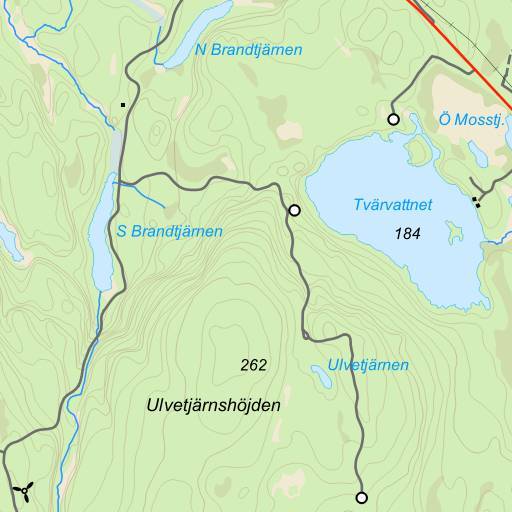 N Brandtjärnen
Ö Mosstj.
Tvärvattnet
184
S Brandtjärnen
262
Ulvetjärnen
Ulvetjärnshöjden